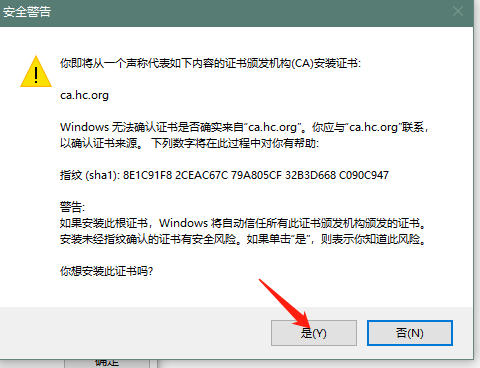 安全警告
你即将从一个声称代表如下内容的证书颁发机构(CA)安装证书:
ca.hc.org
Windows 无法确认证书是否确实来自“ca.hc.org”。你应与“ca.hc.org”联系，
以确认证书来源。 下列数字将在此过程中对你有帮助:
指纹 (sha1): 8E1C91F8 2CEAC67C 79A805CF 32B3D668 C090C947
警告:
如果安装此根证书，Windows 将自动信任所有此证书颁发机构颁发的证书。
安装未经指纹确认的证书有安全风险。如果单击“是”，则表示你知道此风险。
你想安装此证书吗?
是(Y)
否(N)
确定